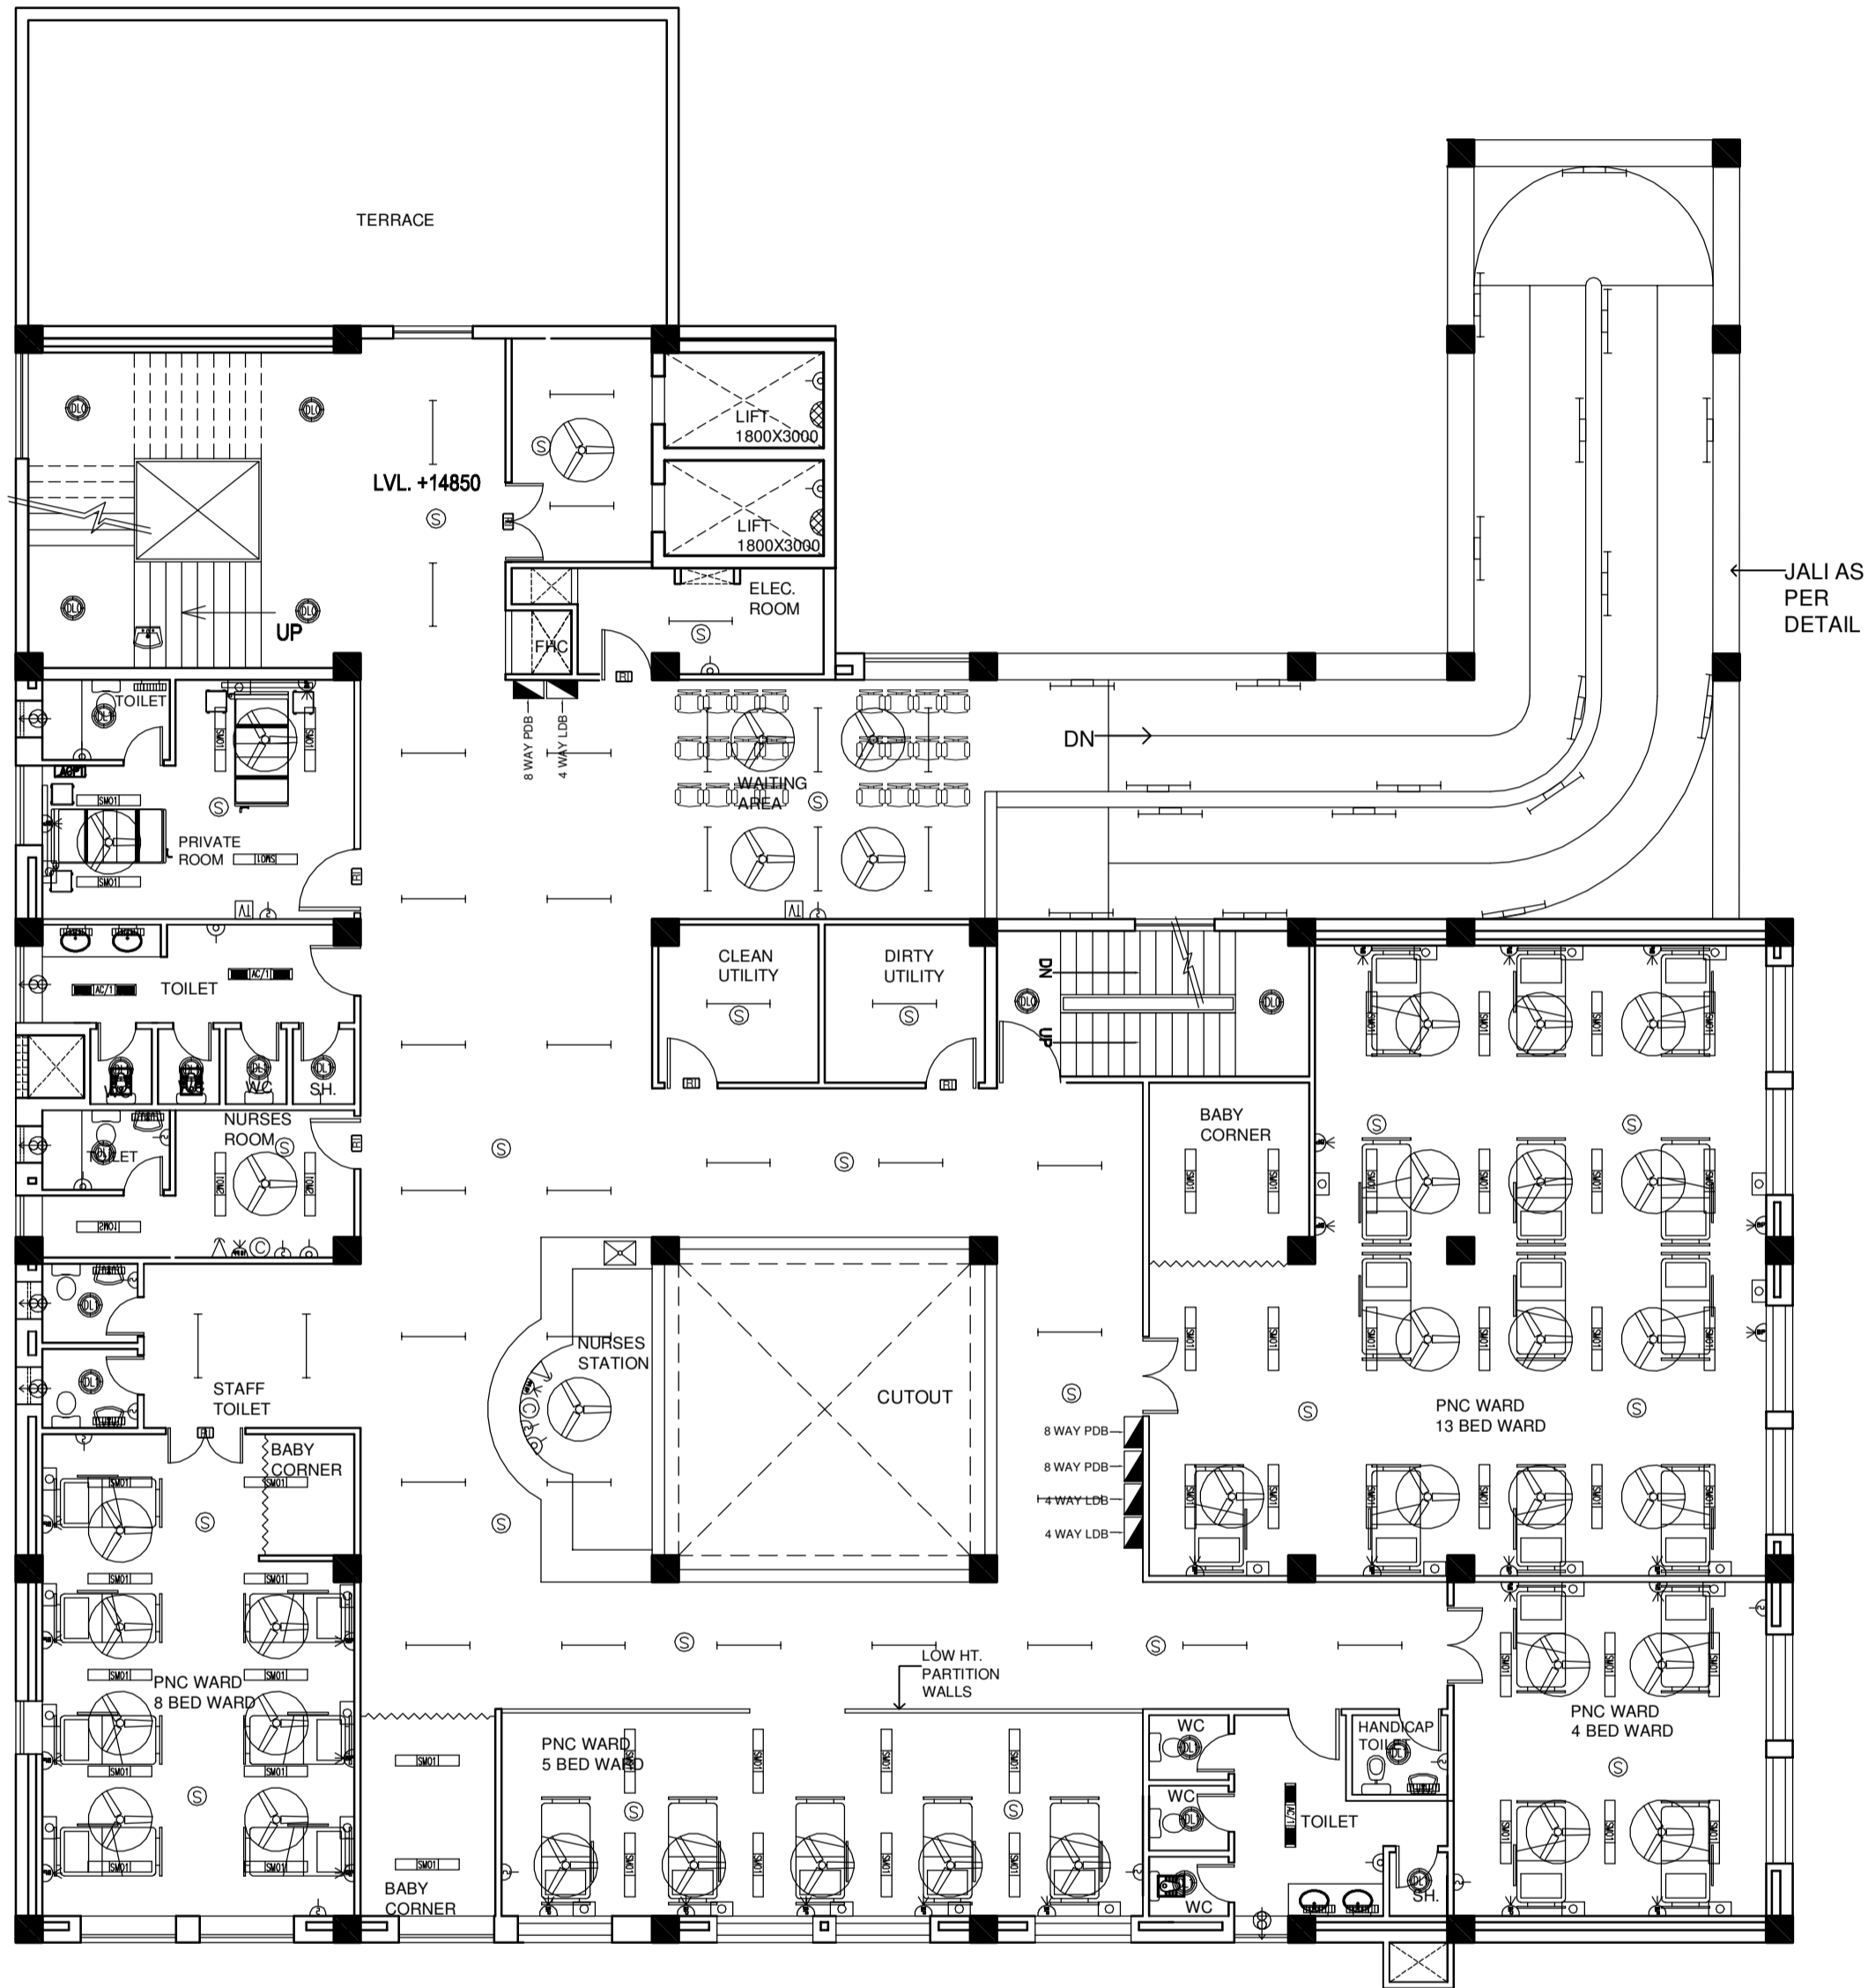 TERRACE
LIFT
1800X3000
LVL. +14850
LIFT
1800X3000
ELEC.
ROOM
UP
FHC
JALI AS
PER
DETAIL
TOILET
8 WAY PDB
4 WAY LDB
DN
WAITING
AREA
PRIVATE
ROOM
TV
TV
CLEAN
UTILITY
DIRTY
UTILITY
DN
UP
TOILET
WC
WC
WC
SH.
NURSES
ROOM
TOILET
BABY
CORNER
NURSES
STATION
CUTOUT
STAFF
TOILET
PNC WARD
13 BED WARD
8 WAY PDB
8 WAY PDB
4 WAY LDB
4 WAY LDB
BABY
CORNER
LOW HT.
PARTITION
WALLS
PNC WARD
8 BED WARD
PNC WARD
5 BED WARD
WC
HANDICAP
TOILET
PNC WARD
4 BED WARD
WC
TOILET
BABY
CORNER
WC
SH.